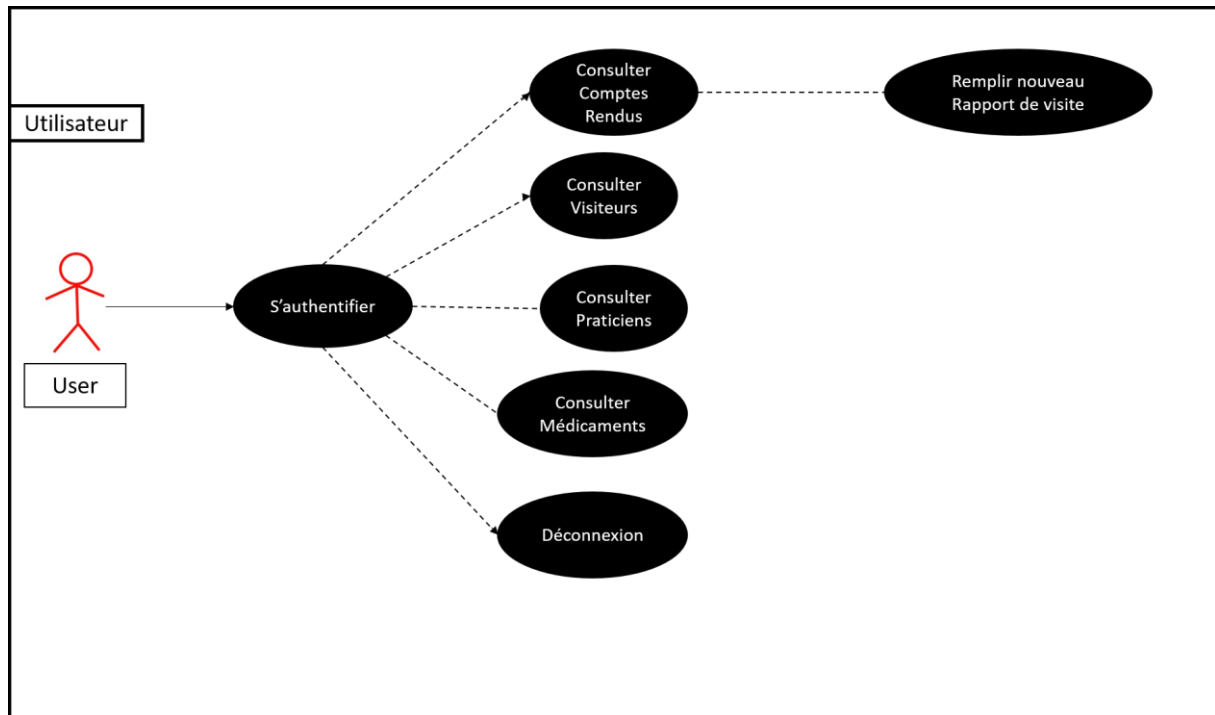 Utilisateur
User
S'authentifier
Consulter
Comptes
Rendus
Remplir nouveau
Rapport de visite
Consulter
Visiteurs
Consulter
Praticiens
Consulter
Médicaments
Déconnexion